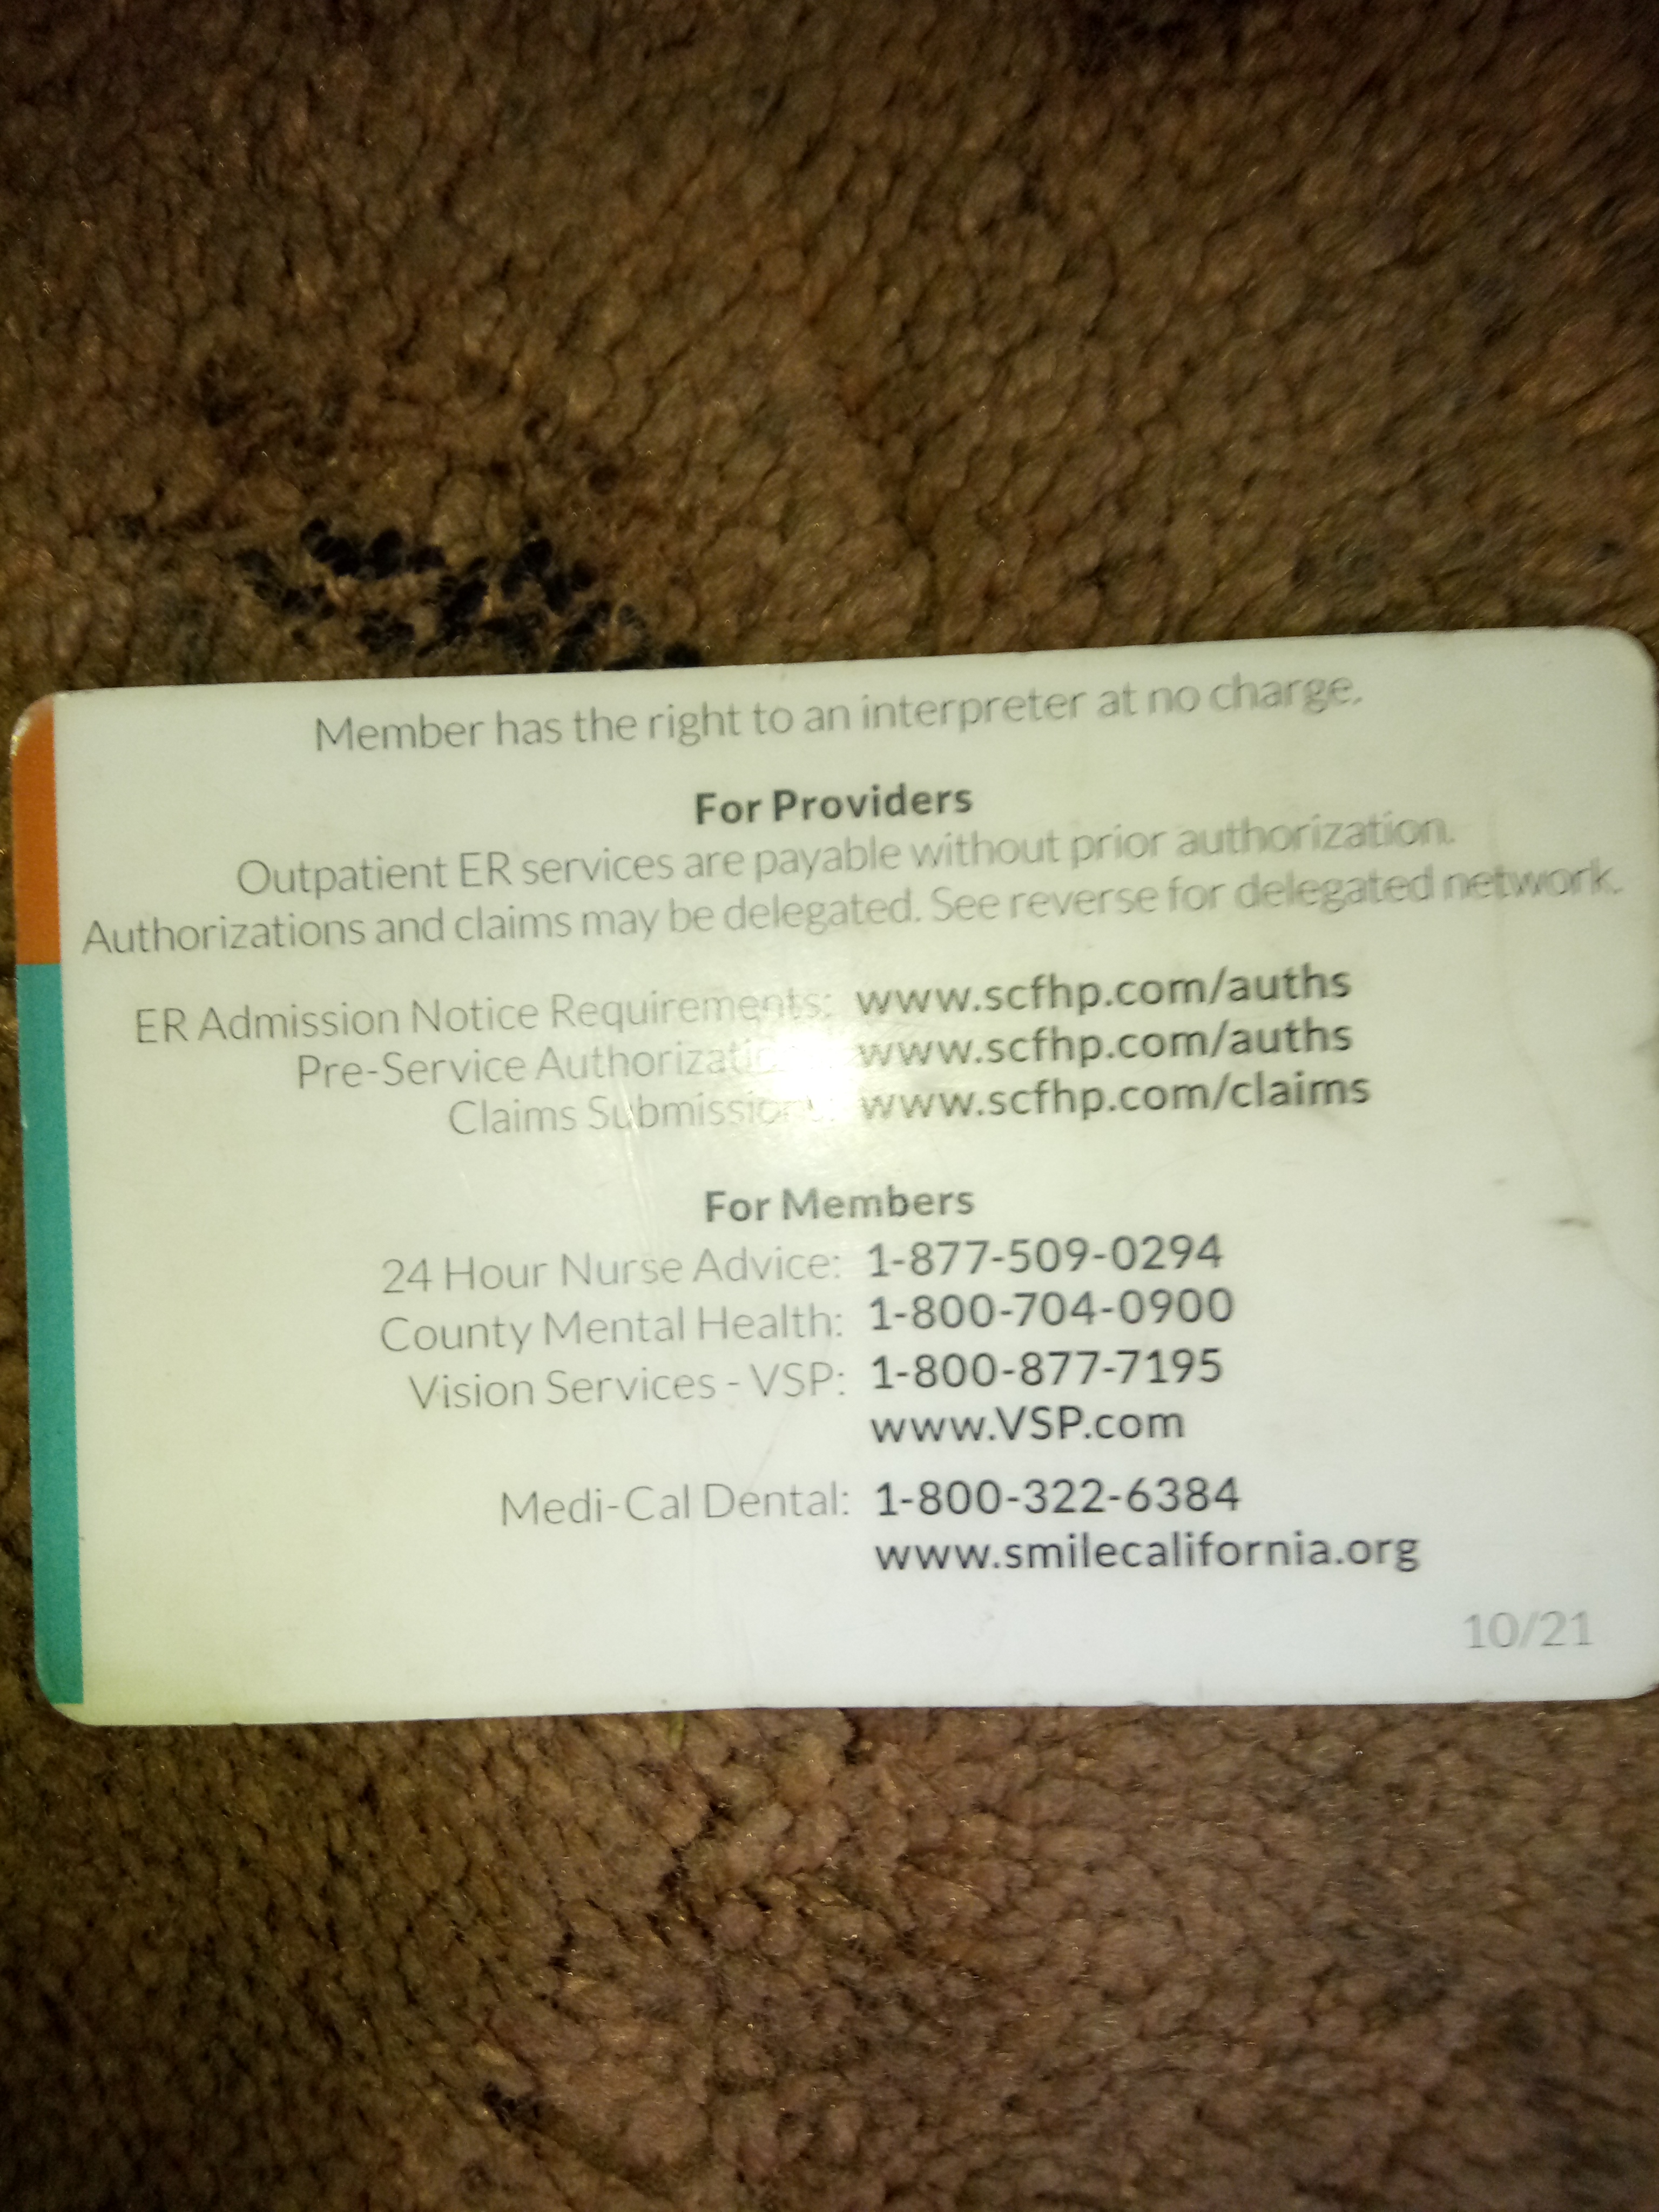 Member has the right to an interpreter at no charge.
For Providers
Outpatient ER services are payable without prior authorization.
Authorizations and claims may be delegated. See reverse for delegated network.
ER Admission Notice Requirements: www.scfhp.com/auths
Pre-Service www.scfhp.com/auths
Claims www.scfhp.com/claims
For Members
24 Hour Nurse Advice: 1-877-509-0294
County Mental Health: 1-800-704-0900
Vision Services - VSP: 1-800-877-7195
www.VSP.com
Medi-Cal Dental: 1-800-322-6384
www.smilecalifornia.org
10/21